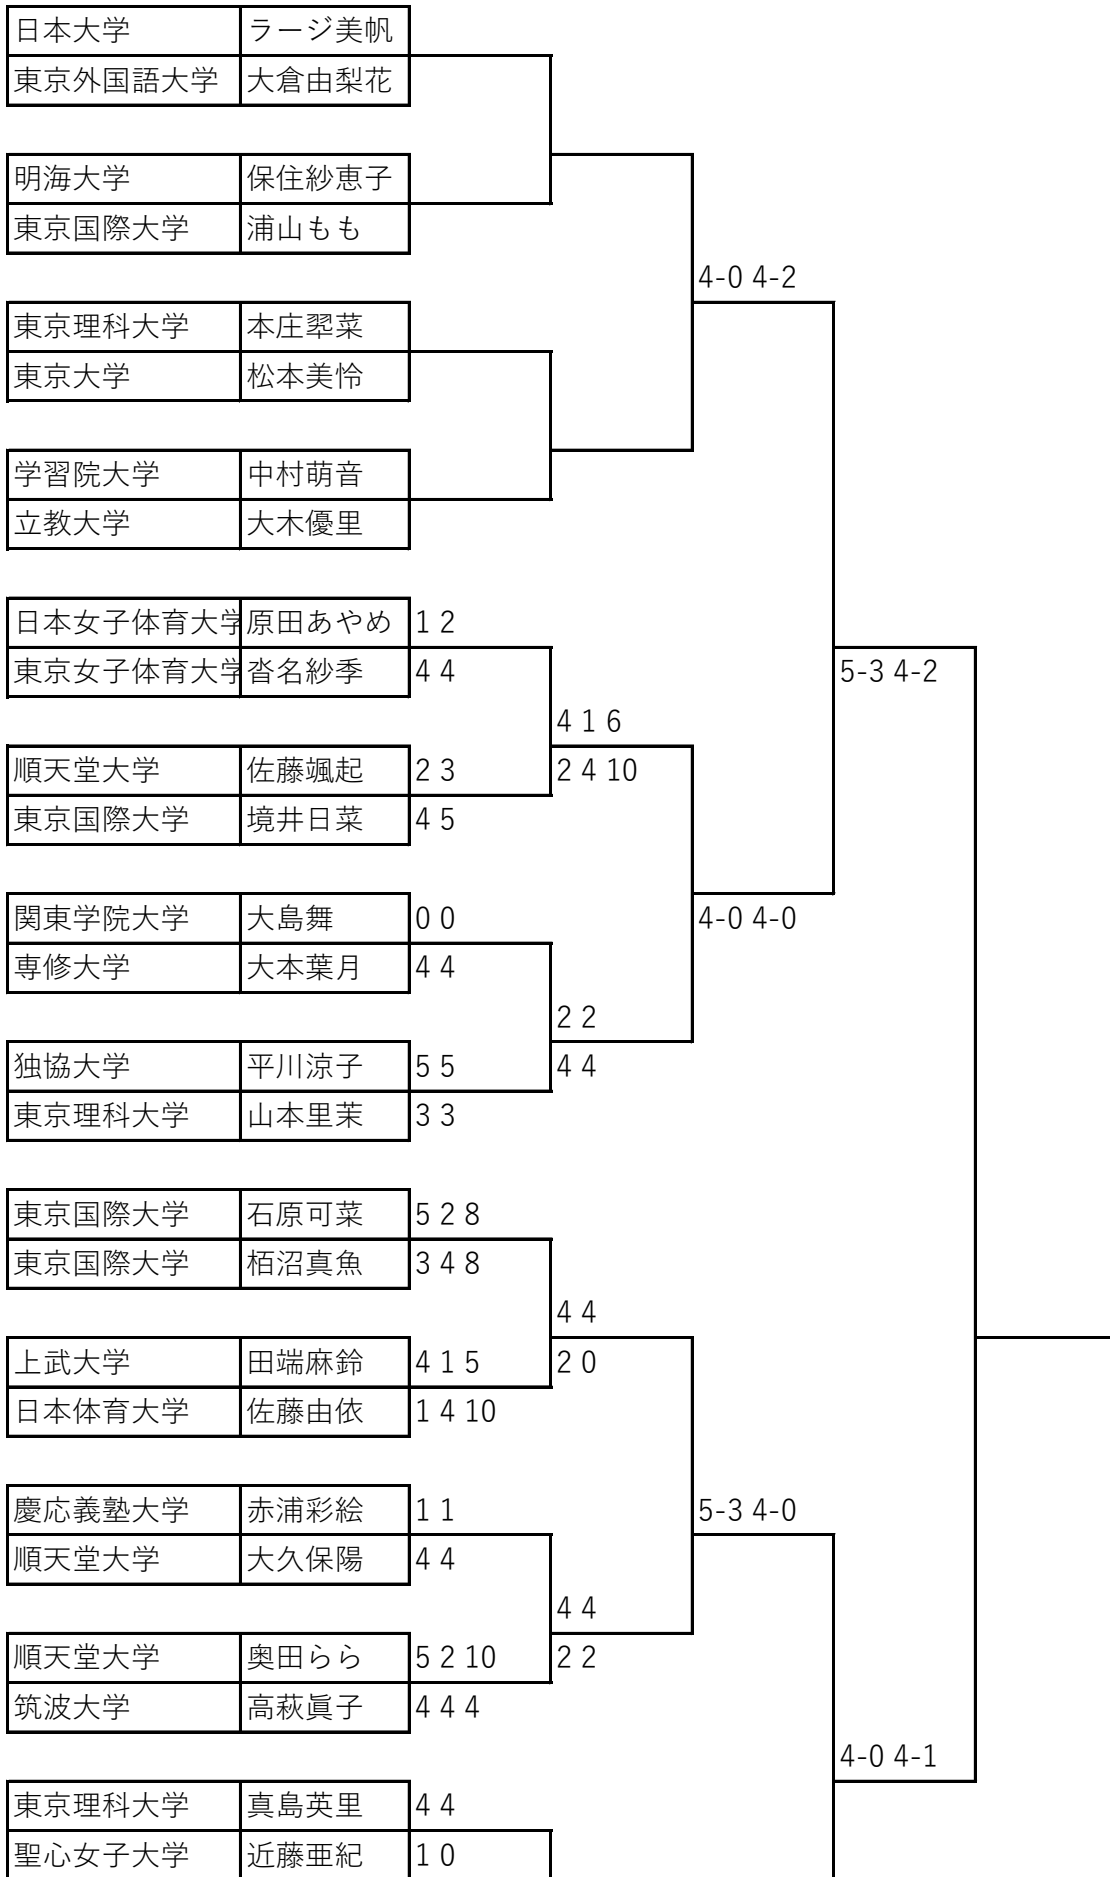 日本大学 ラージ美帆
東京外国語大学 大倉由梨花
明海大学 保住紗恵子
東京国際大学 浦山もも
4-0 4-2
東京理科大学 本庄翆菜
東京大学 松本美怜
学習院大学 中村萌音
立教大学 大木優里
日本女子体育大学 原田あやめ 1 2
東京女子体育大学 沓名紗季 4 4
5-3 4-2
4 1 6
順天堂大学 佐藤颯起 2 3
2 4 10
東京国際大学 境井日菜 4 5
関東学院大学 大島舞 0 0
4-0 4-0
専修大学 大本葉月 4 4
2 2
独協大学 平川涼子 5 5
4 4
東京理科大学 山本里茉 3 3
東京国際大学 石原可菜 5 2 8
東京国際大学 栢沼真魚 3 4 8
4 4
上武大学 田端麻鈴 4 1 5
2 0
日本体育大学 佐藤由依 1 4 10
慶応義塾大学 赤浦彩絵 1 1
5-3 4-0
順天堂大学 大久保陽 4 4
4 4
順天堂大学 奥田らら 5 2 10
2 2
筑波大学 高萩眞子 4 4 4
4-0 4-1
東京理科大学 真島英里 4 4
聖心女子大学 近藤亜紀 1 0